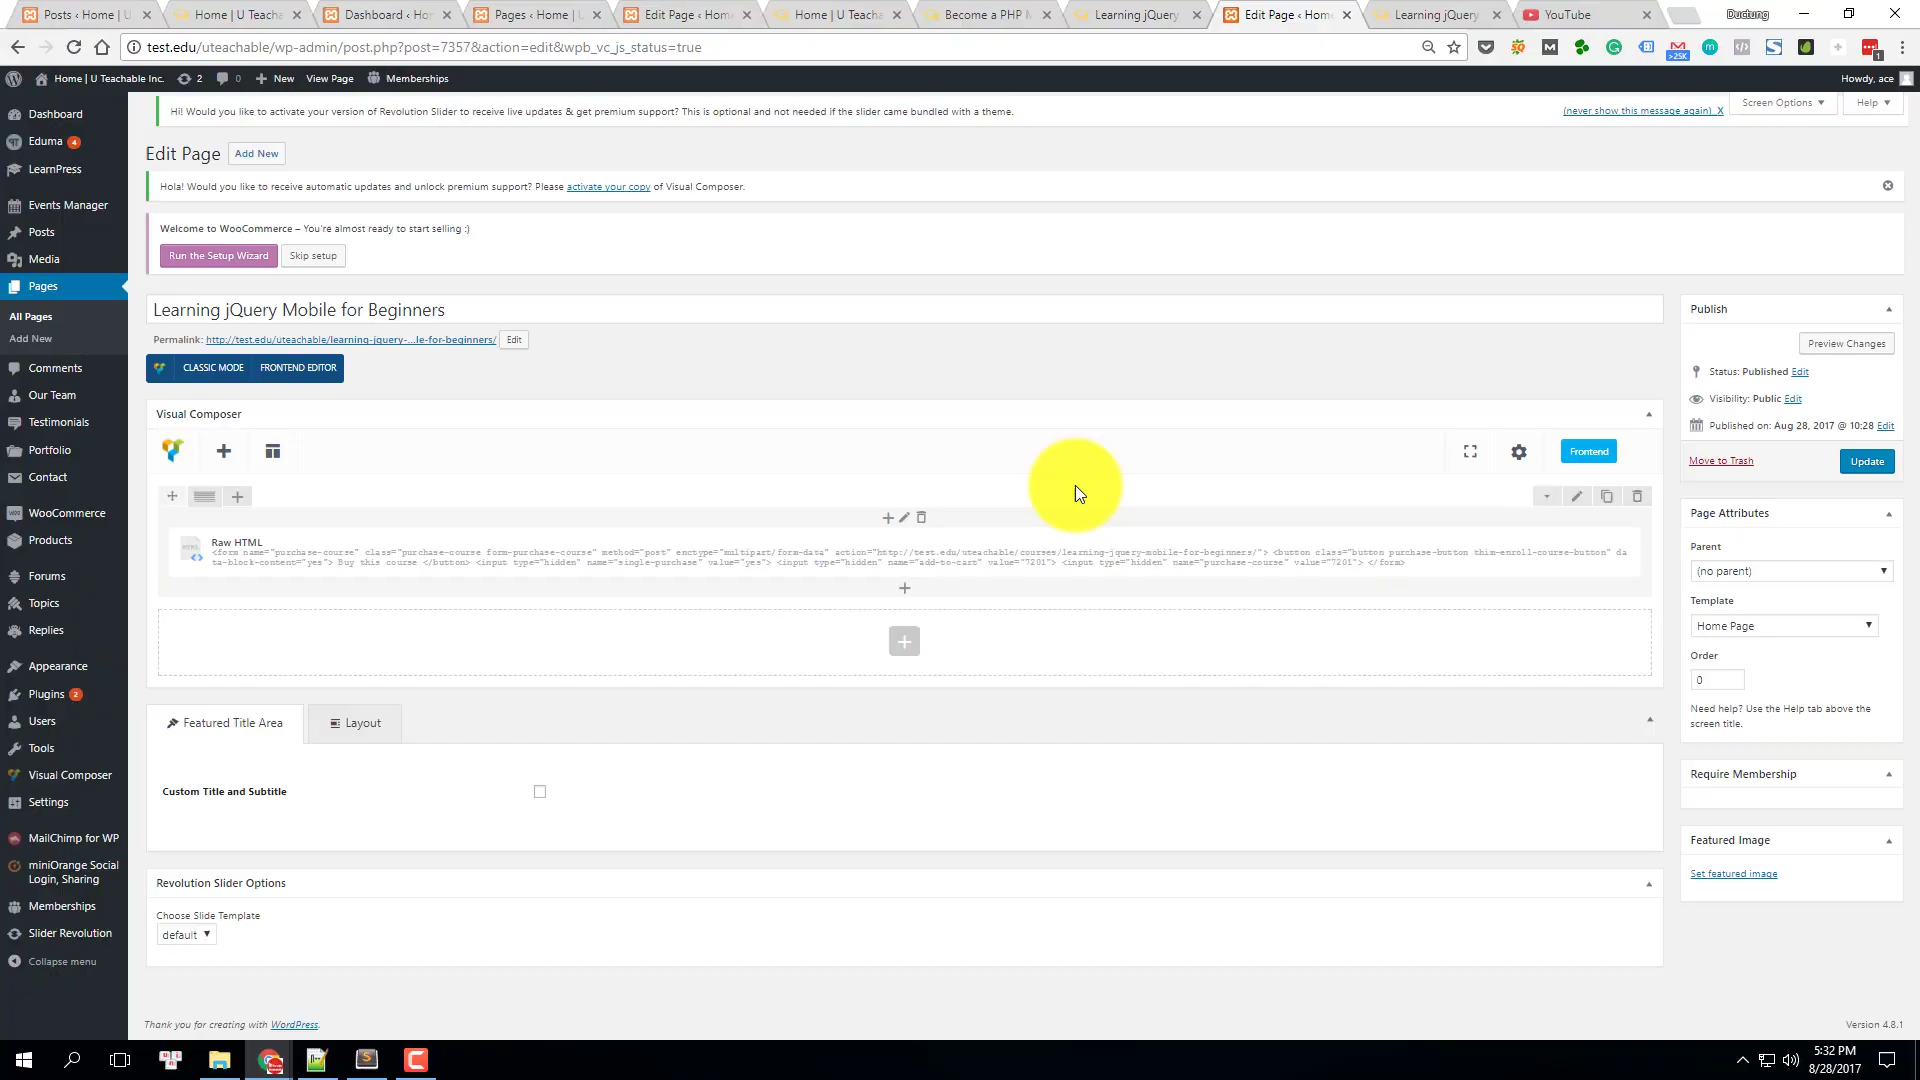 Posts ‹ Home | U
Home | U Teacha
Dashboard ‹ Ho
Pages ‹ Home |
Edit Page ‹ Hom
Home | U Teacha
Become a PHP
Learning jQuery
Edit Page ‹ Hom
Learning jQuery
YouTube
Ductung
test.edu/uteachable/wp-admin/post.php?post=7357&action=edit&wpb_vc_js_status=true
>25K
1
Home | U Teachable Inc.
2
0
New
View Page
Memberships
Howdy, ace
Hi! Would you like to activate your version of Revolution Slider to receive live updates & get premium support? This is optional and not needed if the slider came bundled with a theme.
(never show this message again) X
Screen Options
Help
Dashboard
Eduma 4
LearnPress
Events Manager
Posts
Media
Pages
All Pages
Add New
Comments
Our Team
Testimonials
Portfolio
Contact
WooCommerce
Products
Forums
Topics
Replies
Appearance
Plugins 2
Users
Tools
Visual Composer
Settings
MailChimp for WP
miniOrange Social
Login, Sharing
Memberships
Slider Revolution
Collapse menu
Edit Page
Add New
Hola! Would you like to receive automatic updates and unlock premium support? Please activate your copy of Visual Composer.
Welcome to WooCommerce – You're almost ready to start selling :)
Run the Setup Wizard
Skip setup
Learning jQuery Mobile for Beginners
Permalink: http://test.edu/uteachable/learning-jquery-...le-for-beginners/
Edit
CLASSIC MODE
FRONTEND EDITOR
Visual Composer
Frontend
Raw HTML
<form name="purchase-course" class="purchase-course form-purchase-course" method="post" enctype="multipart/form-data" action="http://test.edu/uteachable/courses/learning-jquery-mobile-for-beginners/"> <button class="button purchase-button thim-enroll-course-button" da
ta-block-content="yes"> Buy this course </button> <input type="hidden" name="single-purchase" value="yes"> <input type="hidden" name="add-to-cart" value="7201"> <input type="hidden" name="purchase-course" value="7201"> </form>
Featured Title Area
Layout
Custom Title and Subtitle
Revolution Slider Options
Choose Slide Template
default
Publish
Preview Changes
Status: Published Edit
Visibility: Public Edit
Published on: Aug 28, 2017 @ 10:28 Edit
Move to Trash
Update
Page Attributes
Parent
(no parent)
Template
Home Page
Order
0
Need help? Use the Help tab above the
screen title.
Require Membership
Featured Image
Set featured image
Thank you for creating with WordPress.
Version 4.8.1
5:32 PM
8/28/2017